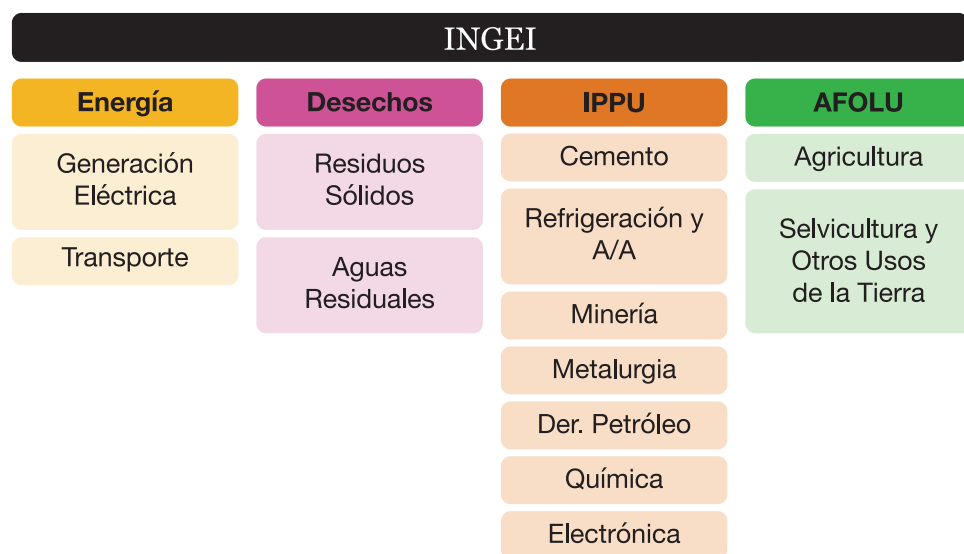 INGEI
Energía
Generación
Eléctrica
Transporte
Desechos
Residuos
Sólidos
Aguas
Residuales
IPPU
Cemento
Refrigeración y
A/A
Minería
Metalurgia
Der. Petróleo
Química
Electrónica
AFOLU
Agricultura
Selvicultura y
Otros Usos
de la Tierra